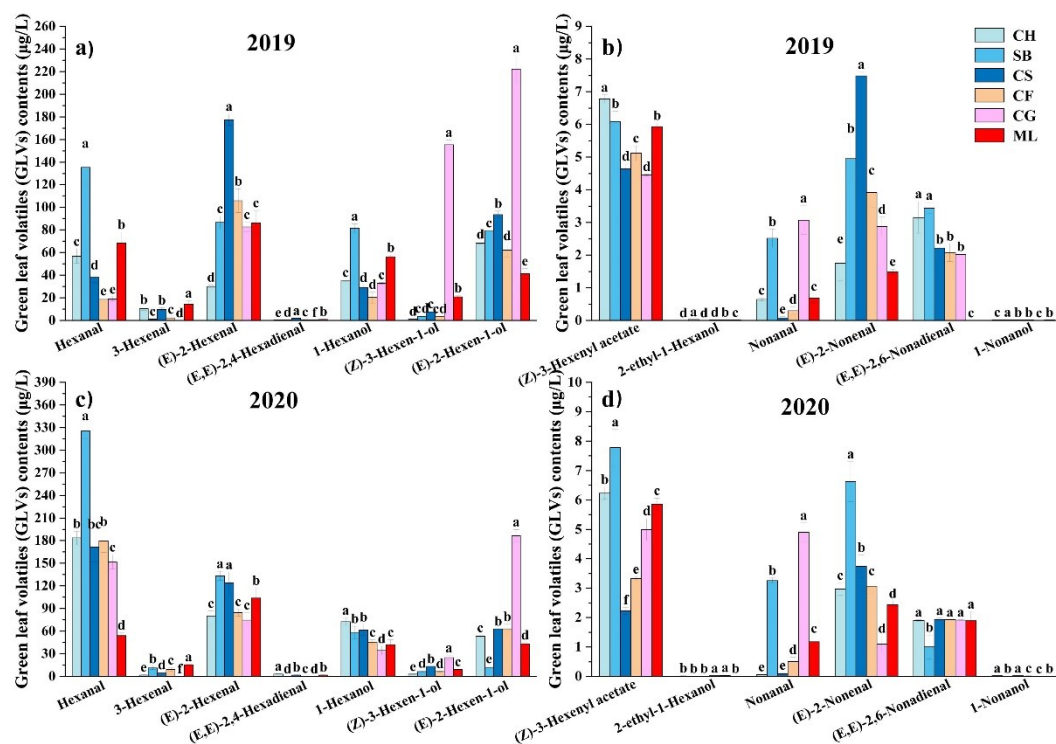 a)
2019
Green leaf volatiles (GLVs) contents (μg/L)
260
240
220
200
180
160
140
120
100
80
60
40
20
0
c a d e e b
d c a b c c
c a d e c b
d c b d a e
Hexanal
3-Hexenal
(E)-2-Hexenal
(E,E)-2,4-Hexadienal
1-Hexanol
(Z)-3-Hexen-1-ol
(E)-2-Hexen-1-ol
b)
2019
CH
SB
CS
CF
CG
ML
Green leaf volatiles (GLVs) contents (μg/L)
9
8
7
6
5
4
3
2
1
0
a b d c d b
c b e d a c
e b a c d e
a a b b b c
(Z)-3-Hexenyl acetate
2-ethyl-1-Hexanol
Nonanal
(E)-2-Nonenal
(E,E)-2,6-Nonadienal
1-Nonanol
c)
2020
Green leaf volatiles (GLVs) contents (μg/L)
390
360
330
300
270
240
210
180
150
120
90
60
30
0
b a bc b c d
a b b c d c
Hexanal
3-Hexenal
(E)-2-Hexenal
(E,E)-2,4-Hexadienal
1-Hexanol
(Z)-3-Hexen-1-ol
(E)-2-Hexen-1-ol
d)
2020
Green leaf volatiles (GLVs) contents (μg/L)
10
9
8
7
6
5
4
3
2
1
0
b a f e d c
e b e d a c
c a b c e d
a b a a a a
(Z)-3-Hexenyl acetate
2-ethyl-1-Hexanol
Nonanal
(E)-2-Nonenal
(E,E)-2,6-Nonadienal
1-Nonanol